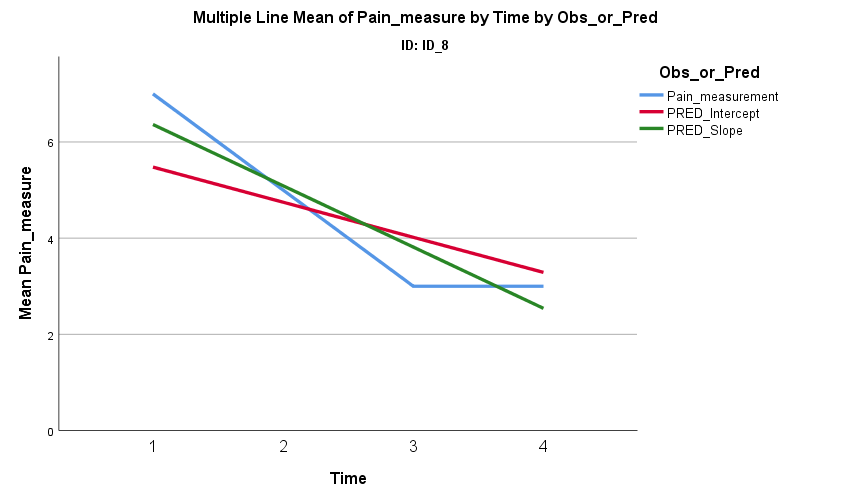 Multiple Line Mean of Pain_measure by Time by Obs_or_Pred
ID: ID_8
Obs_or_Pred
Pain_measurement
PRED_Intercept
PRED_Slope
Mean Pain_measure
6
4
2
0
1 2 3 4
Time